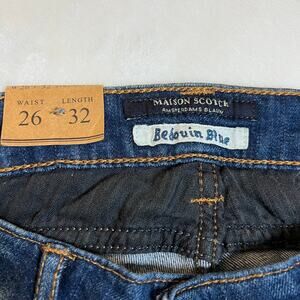 WAIST LENGTH
26 32
MAISON SCOTCH
AMSTERDAMS BLAUW
Bedouin Blue